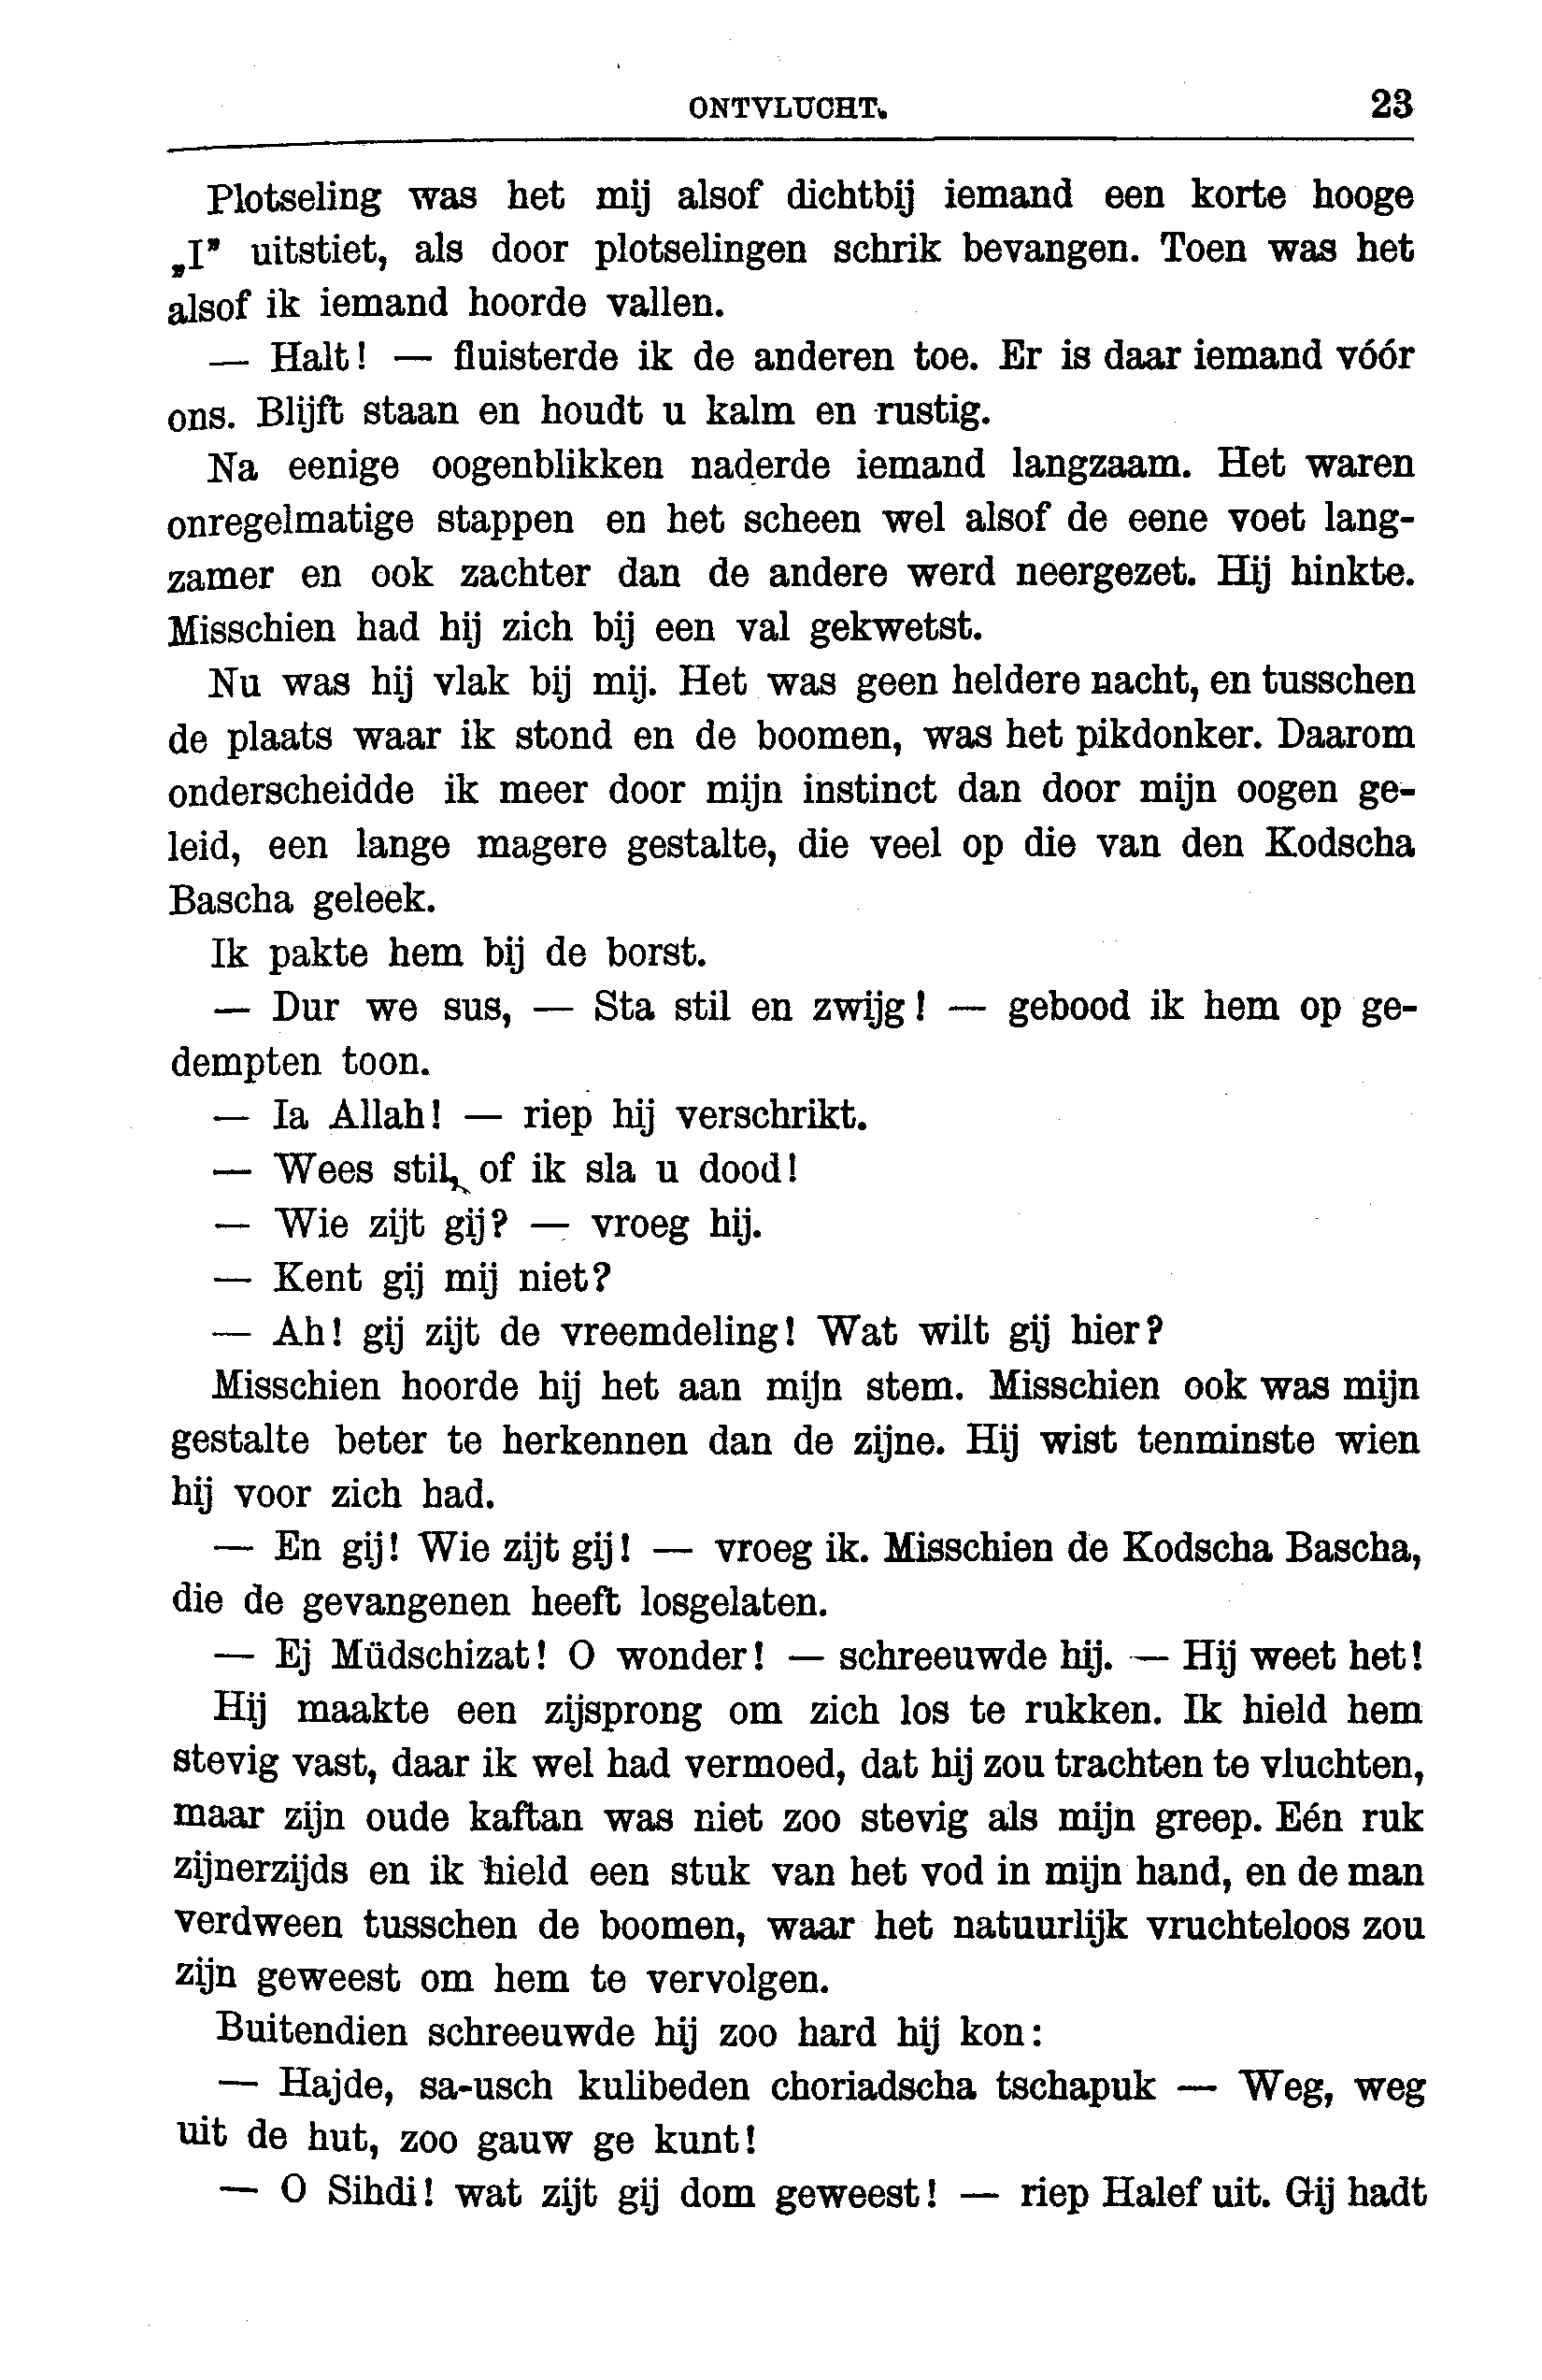 ONTVLUCHT. 23
Plotseling was het mij alsof dichtbij iemand een korte hooge
„I” uitstiet, als door plotselingen schrik bevangen. Toen was het
alsof ik iemand hoorde vallen.
— Halt! — fluisterde ik de anderen toe. Er is daar iemand vóór
ons. Blijft staan en houdt u kalm en rustig.
Na eenige oogenblikken naderde iemand langzaam. Het waren
onregelmatige stappen en het scheen wel alsof de eene voet lang-
zamer en ook zachter dan de andere werd neergezet. Hij hinkte.
Misschien had hij zich bij een val gekwetst.
Nu was hij vlak bij mij. Het was geen heldere nacht, en tusschen
de plaats waar ik stond en de boomen, was het pikdonker. Daarom
onderscheidde ik meer door mijn instinct dan door mijn oogen ge-
leid, een lange magere gestalte, die veel op die van den Kodscha
Bascha geleek.
Ik pakte hem bij de borst.
— Dur we sus, — Sta stil en zwijg! — gebood ik hem op ge-
dempten toon.
— Ia Allah! — riep hij verschrikt.
— Wees stil, of ik sla u dood!
— Wie zijt gij? — vroeg hij.
— Kent gij mij niet?
— Ah! gij zijt de vreemdeling! Wat wilt gij hier?
Misschien hoorde hij het aan mijn stem. Misschien ook was mijn
gestalte beter te herkennen dan de zijne. Hij wist tenminste wien
hij voor zich had.
— En gij! Wie zijt gij! — vroeg ik. Misschien de Kodscha Bascha,
die de gevangenen heeft losgelaten.
— Ej Müdschizat! O wonder! — schreeuwde hij. — Hij weet het!
Hij maakte een zijsprong om zich los te rukken. Ik hield hem
stevig vast, daar ik wel had vermoed, dat hij zou trachten te vluchten,
maar zijn oude kaftan was niet zoo stevig als mijn greep. Eén ruk
zijnerzijds en ik hield een stuk van het vod in mijn hand, en de man
verdween tusschen de boomen, waar het natuurlijk vruchteloos zou
zijn geweest om hem te vervolgen.
Buitendien schreeuwde hij zoo hard hij kon:
— Hajde, sa-usch kulibeden choriadscha tschapuk — Weg, weg
uit de hut, zoo gauw ge kunt!
— O Sihdi! wat zijt gij dom geweest! — riep Halef uit. Gij hadt